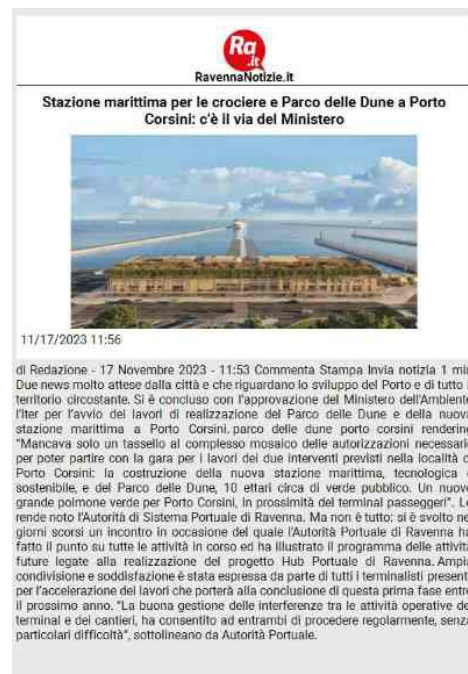 Ra
.it
RavennaNotizie.it
Stazione marittima per le crociere e Parco delle Dune a Porto
Corsini: c'è il via del Ministero
11/17/2023 11:56
di Redazione - 17 Novembre 2023 - 11:53 Commenta Stampa Invia notizia 1 min
Due news molto attese dalla città e che riguardano lo sviluppo del Porto e di tutto
territorio circostante. Si è concluso con l'approvazione del Ministero dell'Ambiente
l'iter per l'avvio dei lavori di realizzazione del Parco delle Dune e della nuova
stazione marittima a Porto Corsini. parco delle dune porto corsini rendering
"Mancava solo un tassello al complesso mosaico delle autorizzazioni necessarie
per poter partire con la gara per i lavori dei due interventi previsti nella località d
Porto Corsini: la costruzione della nuova stazione marittima, tecnologica
sostenibile, e del Parco delle Dune, 10 ettari circa di verde pubblico. Un nuovo
grande polmone verde per Porto Corsini, in prossimità del terminal passeggeri". L
rende noto l'Autorità di Sistema Portuale di Ravenna. Ma non è tutto: si è svolto ne
giorni scorsi un incontro in occasione del quale l'Autorità Portuale di Ravenna ha
fatto il punto su tutte le attività in corso ed ha illustrato il programma delle attività
future legate alla realizzazione del progetto Hub Portuale di Ravenna. Ampia
condivisione e soddisfazione è stata espressa da parte di tutti i terminalisti present
per l'accelerazione dei lavori che porterà alla conclusione di questa prima fase entro
il prossimo anno. "La buona gestione delle interferenze tra le attività operative de
terminal e dei cantieri, ha consentito ad entrambi di procedere regolarmente, senza
particolari difficoltà", sottolineano da Autorità Portuale.